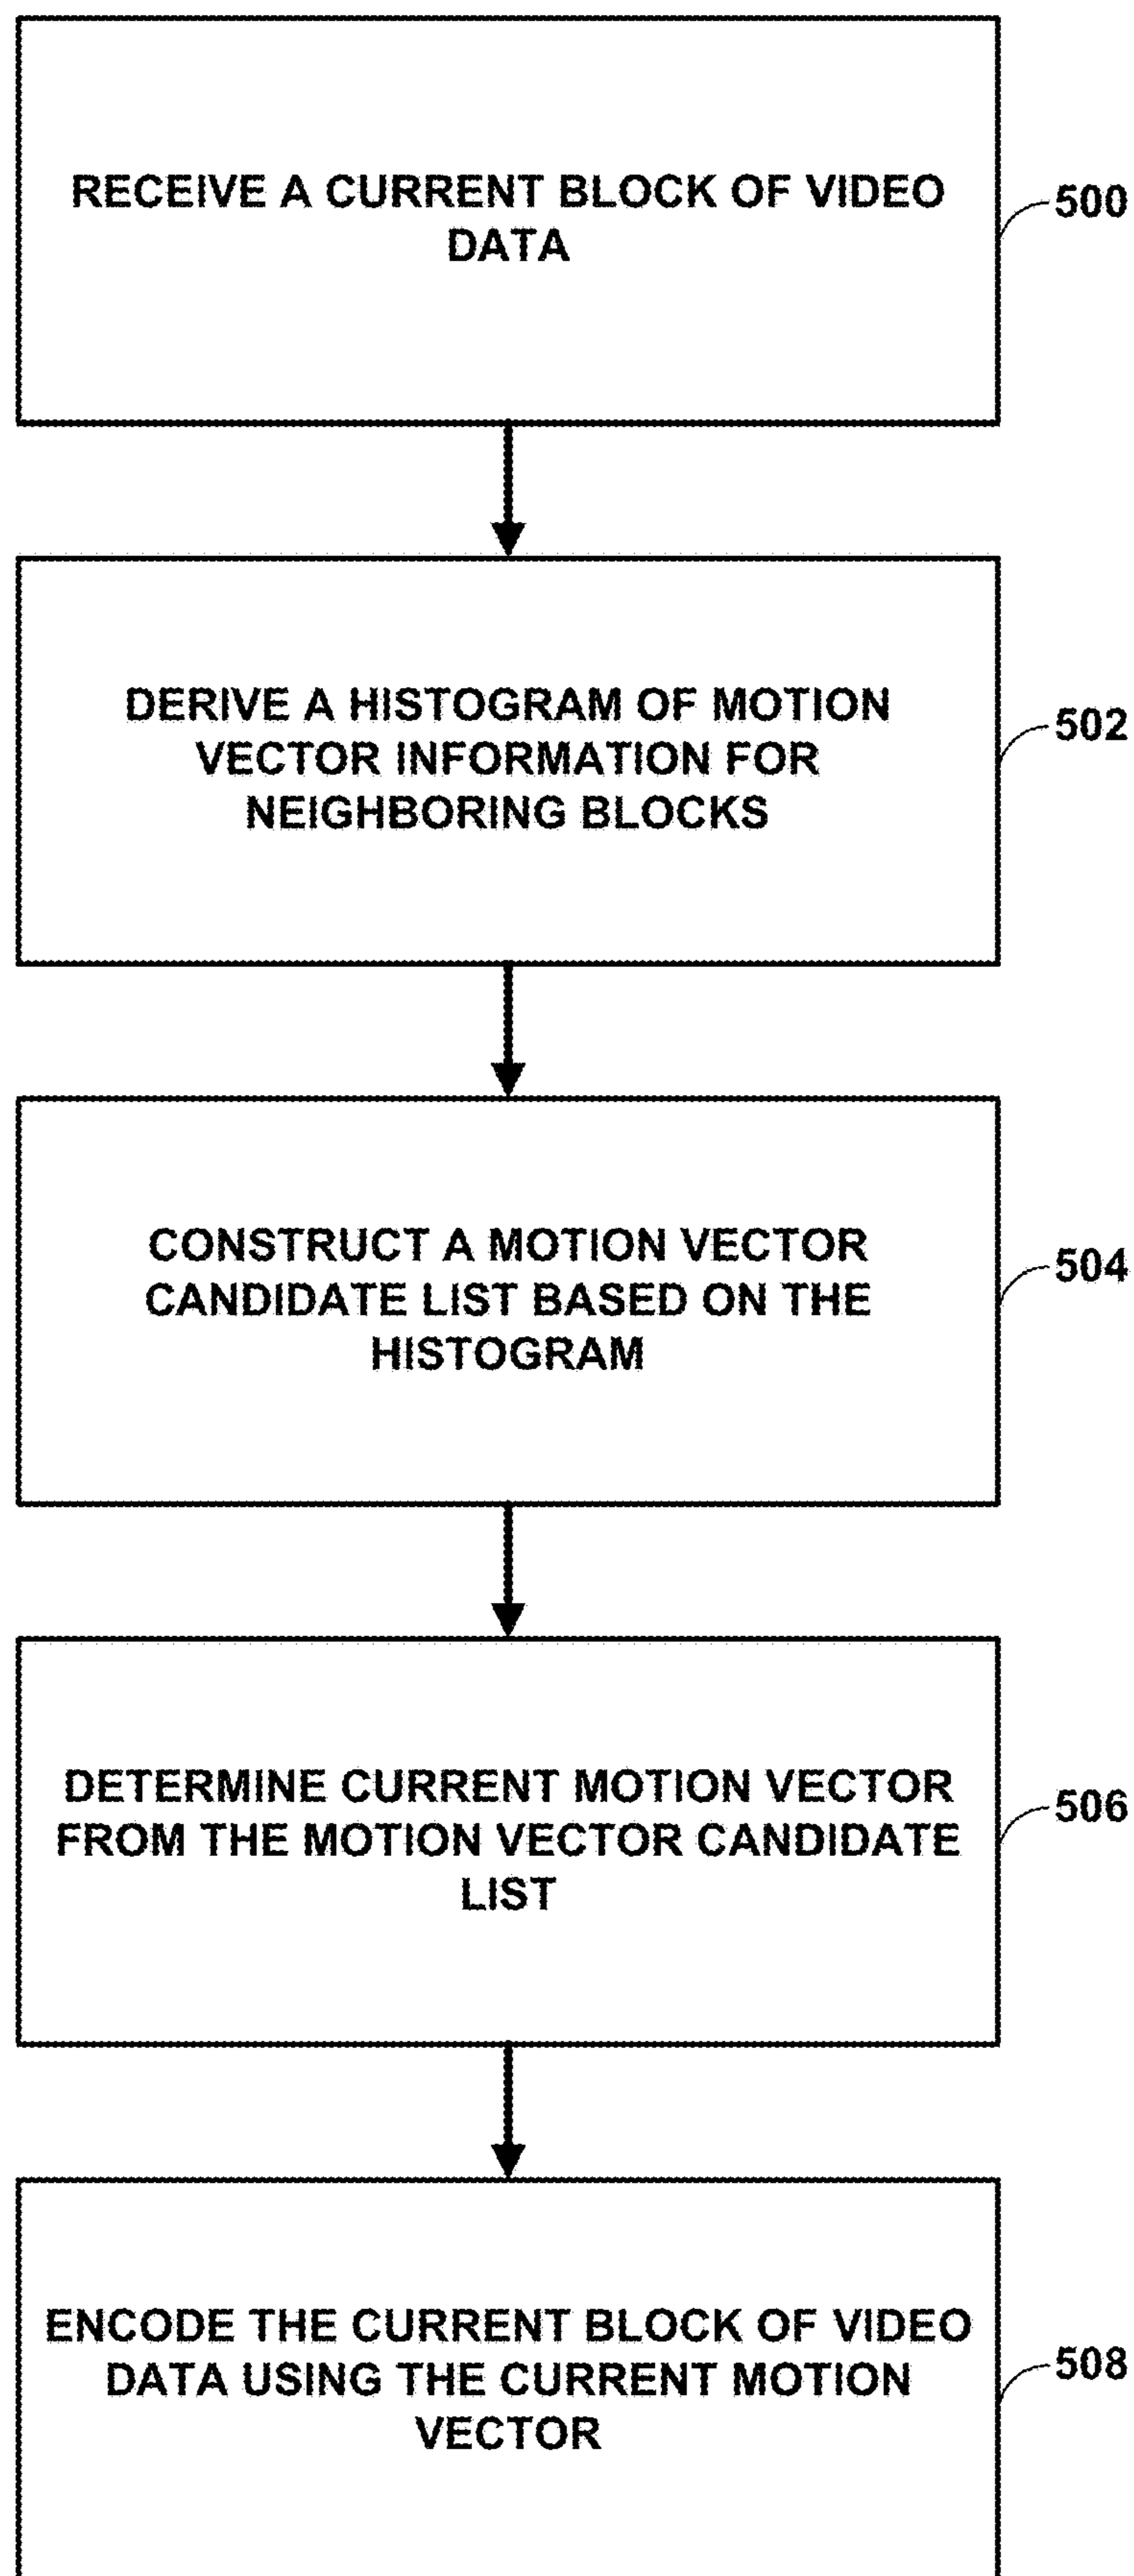 RECEIVE A CURRENT BLOCK OF VIDEO
DATA
500
DERIVE A HISTOGRAM OF MOTION
VECTOR INFORMATION FOR
NEIGHBORING BLOCKS
502
CONSTRUCT A MOTION VECTOR
CANDIDATE LIST BASED ON THE
HISTOGRAM
504
DETERMINE CURRENT MOTION VECTOR
FROM THE MOTION VECTOR CANDIDATE
LIST
506
ENCODE THE CURRENT BLOCK OF VIDEO
DATA USING THE CURRENT MOTION
VECTOR
508